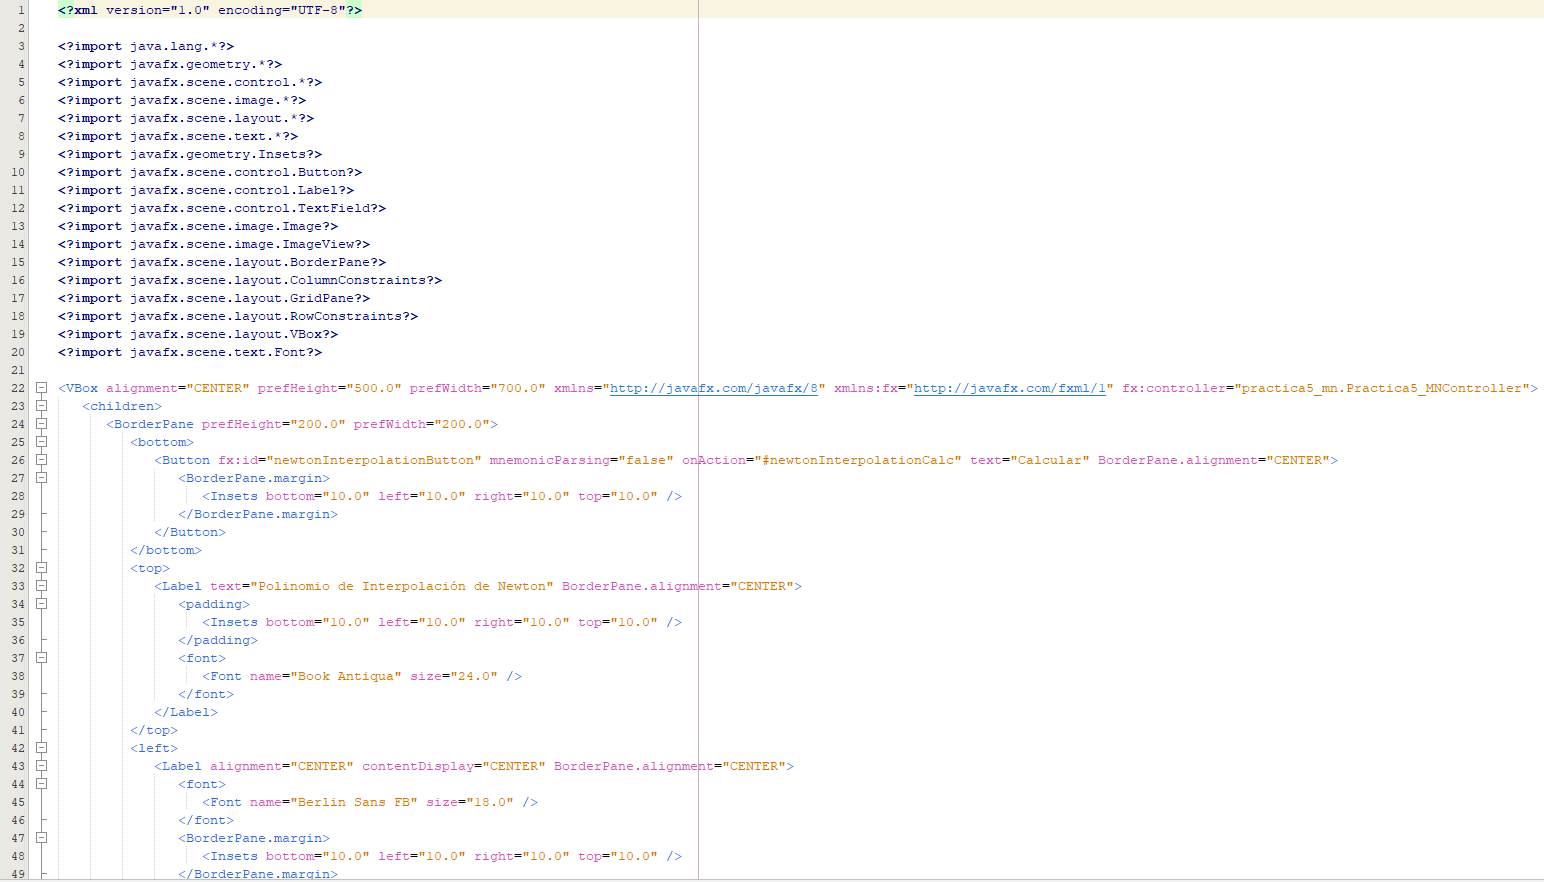 1 <?xml version="1.0" encoding="UTF-8"?>
2
3 <?import java.lang.*?>
4 <?import javafx.geometry.*?>
5 <?import javafx.scene.control.*?>
6 <?import javafx.scene.image.*?>
7 <?import javafx.scene.layout.*?>
8 <?import javafx.scene.text.*?>
9 <?import javafx.geometry.Insets?>
10 <?import javafx.scene.control.Button?>
11 <?import javafx.scene.control.Label?>
12 <?import javafx.scene.control.TextField?>
13 <?import javafx.scene.image.Image?>
14 <?import javafx.scene.image.ImageView?>
15 <?import javafx.scene.layout.BorderPane?>
16 <?import javafx.scene.layout.ColumnConstraints?>
17 <?import javafx.scene.layout.GridPane?>
18 <?import javafx.scene.layout.RowConstraints?>
19 <?import javafx.scene.layout.VBox?>
20 <?import javafx.scene.text.Font?>
21
22 <VBox alignment="CENTER" prefHeight="500.0" prefWidth="700.0" xmlns="http://javafx.com/javafx/8" xmlns:fx="http://javafx.com/fxml/1" fx:controller="practica5_mn.Practica5_MNController">
23 <children>
24 <BorderPane prefHeight="200.0" prefWidth="200.0">
25 <bottom>
26 <Button fx:id="newtonInterpolationButton" mnemonicParsing="false" onAction="#newtonInterpolationCalc" text="Calcular" BorderPane.alignment="CENTER">
27 <BorderPane.margin>
28 <Insets bottom="10.0" left="10.0" right="10.0" top="10.0" />
29 </BorderPane.margin>
30 </Button>
31 </bottom>
32 <top>
33 <Label text="Polinomio de Interpolación de Newton" BorderPane.alignment="CENTER">
34 <padding>
35 <Insets bottom="10.0" left="10.0" right="10.0" top="10.0" />
36 </padding>
37 <font>
38 <Font name="Book Antiqua" size="24.0" />
39 </font>
40 </Label>
41 </top>
42 <left>
43 <Label alignment="CENTER" contentDisplay="CENTER" BorderPane.alignment="CENTER">
44 <font>
45 <Font name="Berlin Sans FB" size="18.0" />
46 </font>
47 <BorderPane.margin>
48 <Insets bottom="10.0" left="10.0" right="10.0" top="10.0" />
49 </BorderPane.margin>